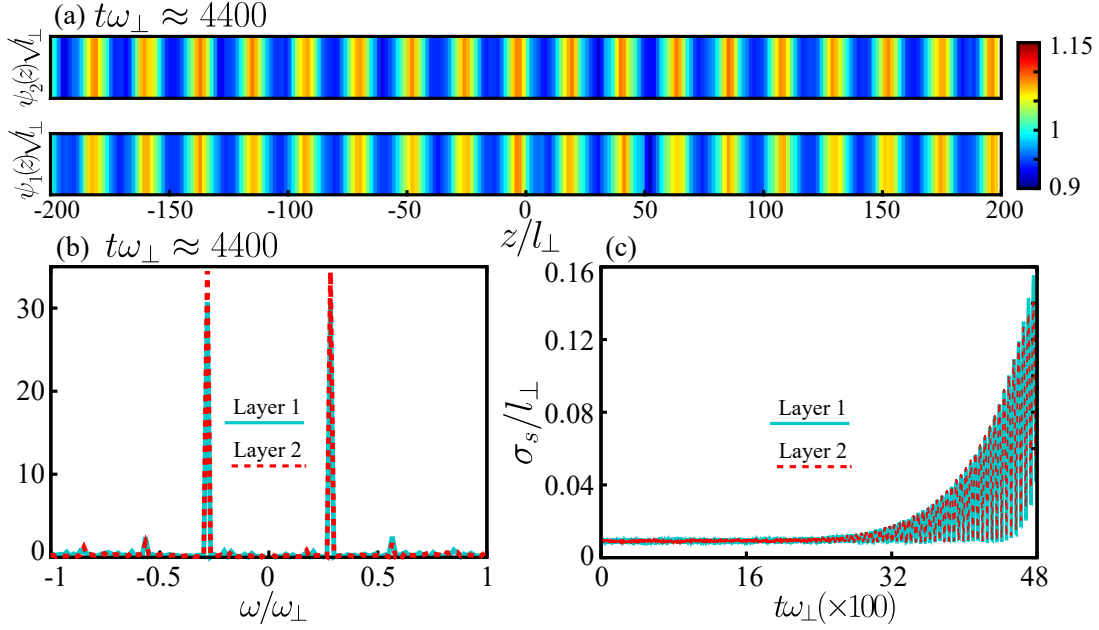 (a) tω⊥ ≈ 4400
ψ₂(z)√l⊥
1.15
1
0.9
ψ₁(z)√l⊥
-200 -150 -100 -50 0 50 100 150 200
z/l⊥
(b) tω⊥ ≈ 4400
30
20
10
0
Layer 1
Layer 2
-1 -0.5 0 0.5 1
ω/ω⊥
(c)
σₛ/l⊥
0.16
0.12
0.08
0.04
0
Layer 1
Layer 2
0 16 32 48
tω⊥(×100)